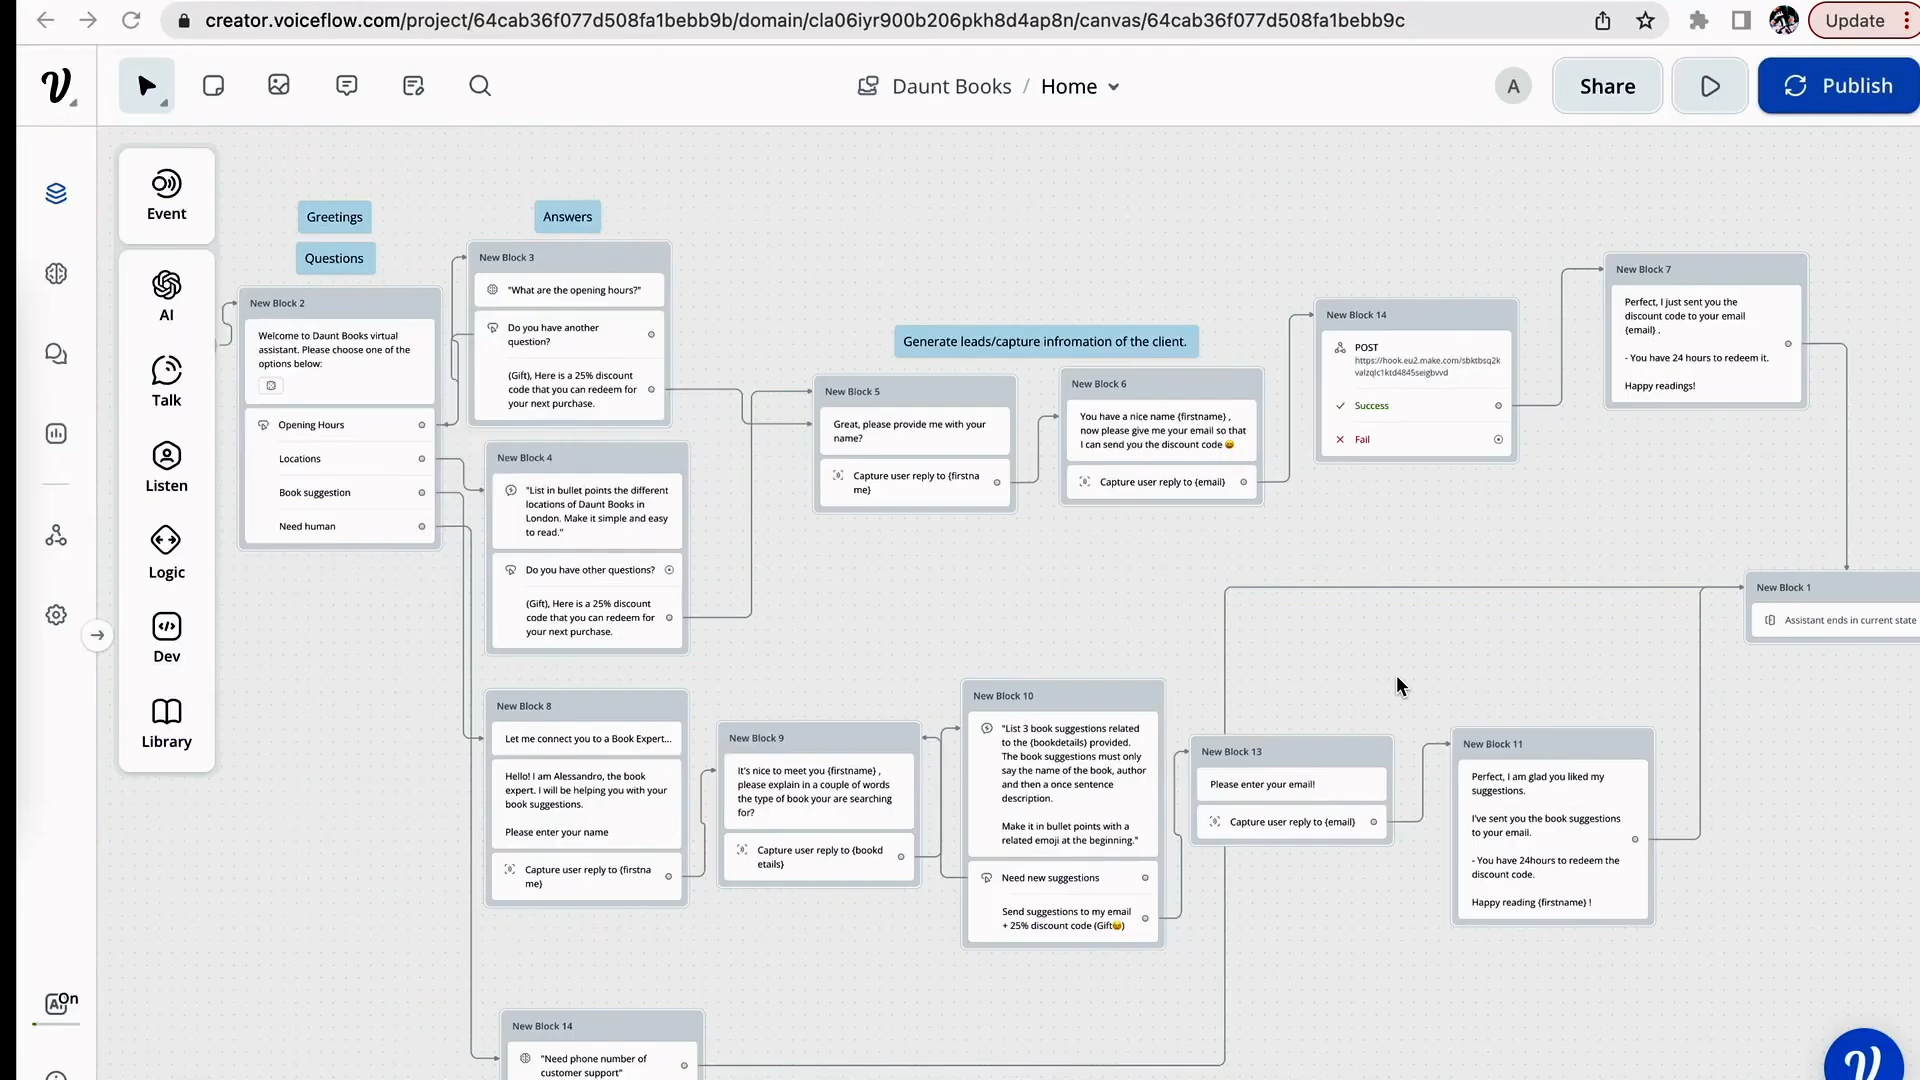 creator.voiceflow.com/project/64cab36f077d508fa1bebb9b/domain/cla06iyr900b206pkh8d4ap8n/canvas/64cab36f077d508fa1bebb9c
Update
Daunt Books / Home
A
Share
Publish
Event
AI
Talk
Listen
Logic
Dev
Library
On
Greetings
Questions
Answers
New Block 2
Welcome to Daunt Books virtual
assistant. Please choose one of the
options below:
Opening Hours
Locations
Book suggestion
Need human
New Block 3
"What are the opening hours?"
Do you have another
question?
(Gift), Here is a 25% discount
code that you can redeem for
your next purchase.
New Block 4
"List in bullet points the different
locations of Daunt Books in
London. Make it simple and easy
to read."
Do you have other questions?
(Gift), Here is a 25% discount
code that you can redeem for
your next purchase.
Generate leads/capture infromation of the client.
New Block 5
Great, please provide me with your
name?
Capture user reply to {firstna
me}
New Block 6
You have a nice name {firstname} ,
now please give me your email so that
I can send you the discount code 😄
Capture user reply to {email}
New Block 14
POST
https://hook.eu2.make.com/sbktbsq2k
valzqlc1ktd4845seigbvvd
Success
Fail
New Block 7
Perfect, I just sent you the
discount code to your email
{email} .
- You have 24 hours to redeem it.
Happy readings!
New Block 1
Assistant ends in current state
New Block 8
Let me connect you to a Book Expert...
Hello! I am Alessandro, the book
expert. I will be helping you with your
book suggestions.
Please enter your name
Capture user reply to {firstna
me}
New Block 9
It's nice to meet you {firstname} ,
please explain in a couple of words
the type of book your are searching
for?
Capture user reply to {bookd
etails}
New Block 10
"List 3 book suggestions related
to the {bookdetails} provided.
The book suggestions must only
say the name of the book, author
and then a once sentence
description.
Make it in bullet points with a
related emoji at the beginning."
Need new suggestions
Send suggestions to my email
+ 25% discount code (Gift😄)
New Block 13
Please enter your email!
Capture user reply to {email}
New Block 11
Perfect, I am glad you liked my
suggestions.
I've sent you the book suggestions
to your email.
- You have 24hours to redeem the
discount code.
Happy reading {firstname} !
New Block 14
"Need phone number of
customer support"